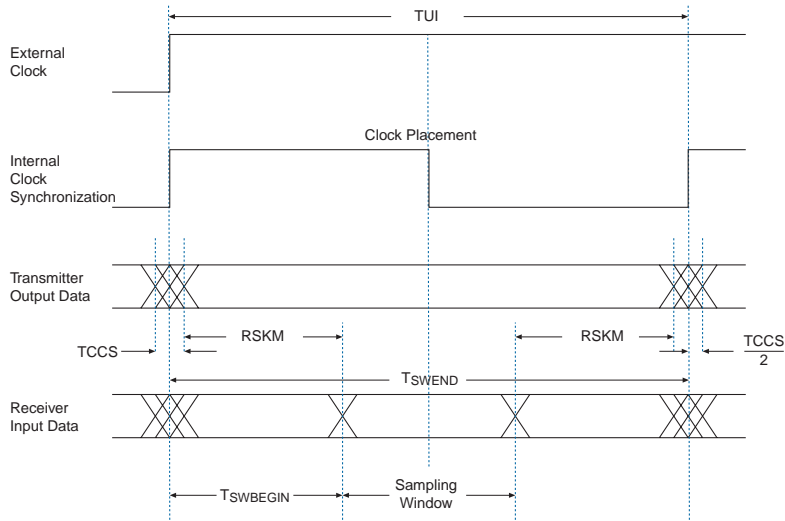 TUI
External
Clock
Clock Placement
Internal
Clock
Synchronization
Transmitter
Output Data
RSKM
RSKM
TCCS
TCCS
2
TSWEND
Receiver
Input Data
TSWBEGIN
Sampling
Window